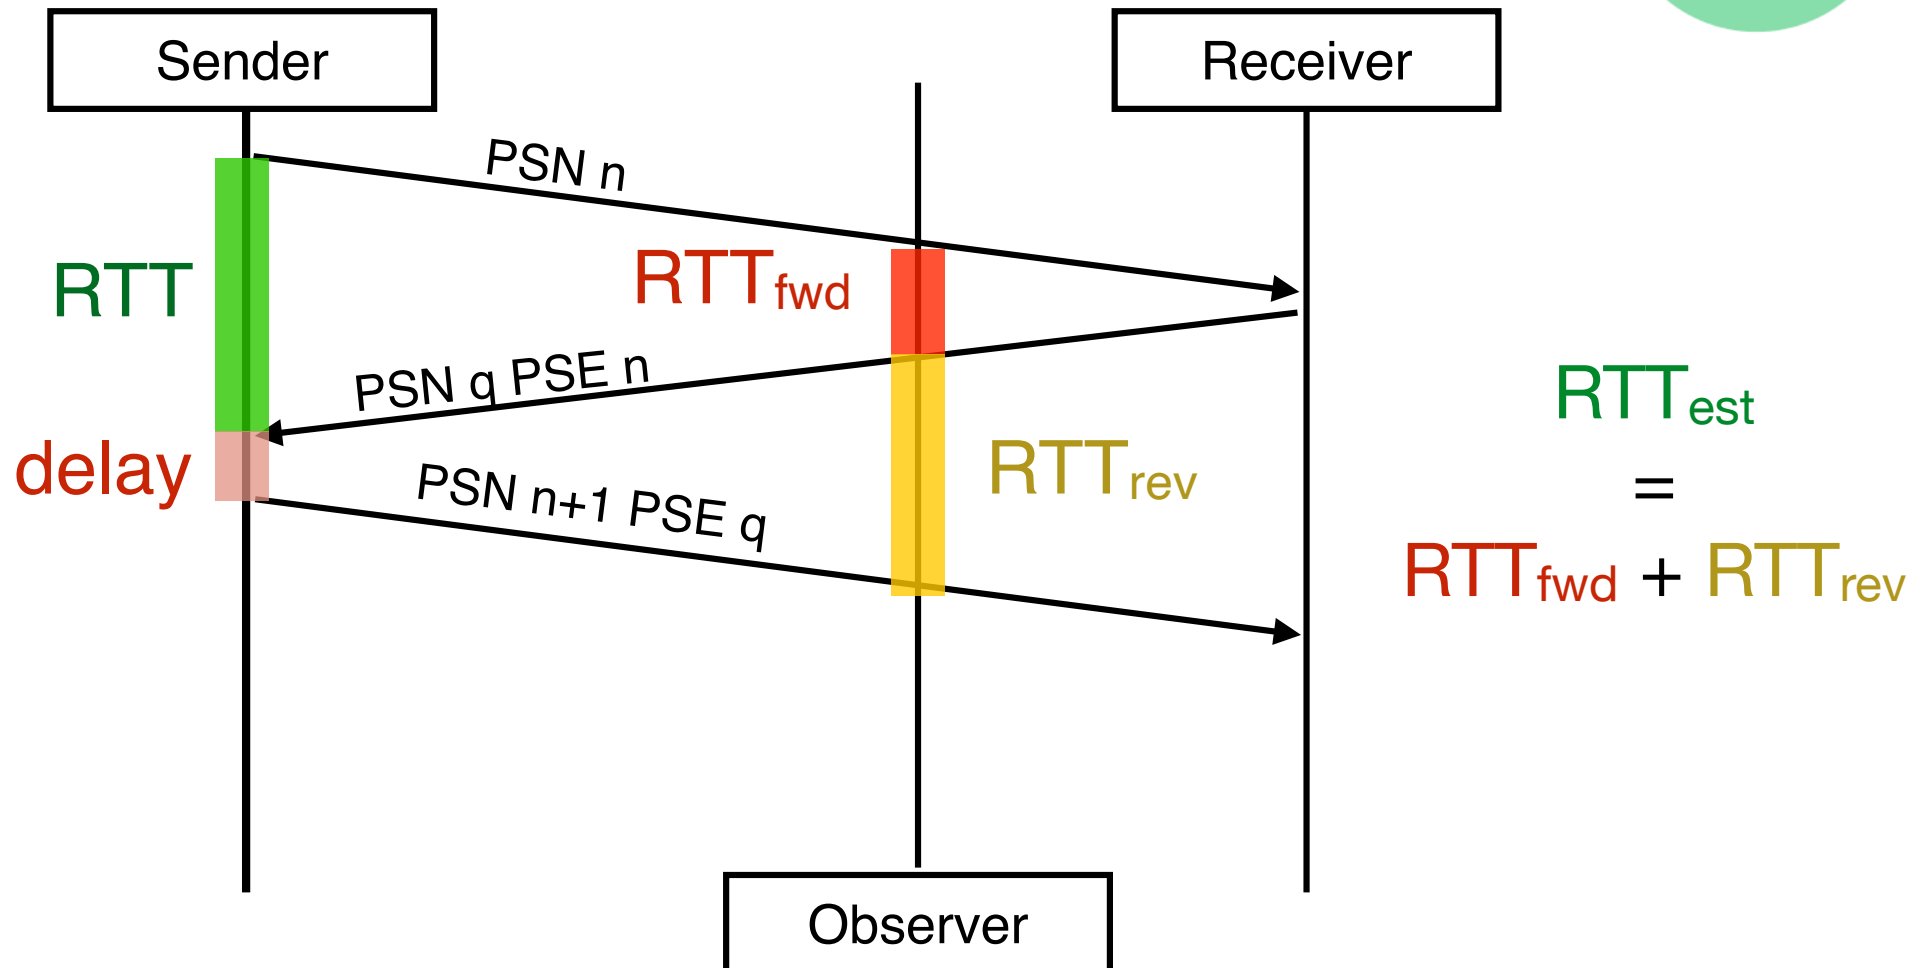 Sender
Receiver
PSN n
RTT
RTTfwd
PSN q PSE n
delay
PSN n+1 PSE q
RTTrev
RTTest
=
RTTfwd + RTTrev
Observer